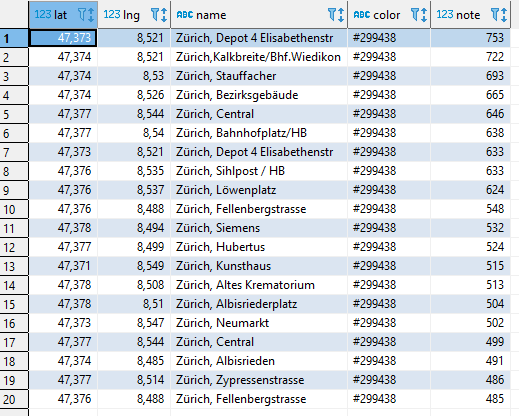 123 lat 123 lng ABC name ABC color 123 note
1 47,373 8,521 Zürich, Depot 4 Elisabethenstr #299438 753
2 47,374 8,521 Zürich,Kalkbreite/Bhf.Wiedikon #299438 722
3 47,374 8,53 Zürich, Stauffacher #299438 693
4 47,374 8,526 Zürich, Bezirksgebäude #299438 665
5 47,377 8,544 Zürich, Central #299438 646
6 47,377 8,54 Zürich, Bahnhofplatz/HB #299438 638
7 47,373 8,521 Zürich, Depot 4 Elisabethenstr #299438 633
8 47,376 8,535 Zürich, Sihlpost / HB #299438 633
9 47,376 8,537 Zürich, Löwenplatz #299438 624
10 47,376 8,488 Zürich, Fellenbergstrasse #299438 548
11 47,378 8,494 Zürich, Siemens #299438 532
12 47,377 8,499 Zürich, Hubertus #299438 524
13 47,371 8,549 Zürich, Kunsthaus #299438 515
14 47,378 8,508 Zürich, Altes Krematorium #299438 513
15 47,378 8,51 Zürich, Albisriederplatz #299438 504
16 47,373 8,547 Zürich, Neumarkt #299438 502
17 47,377 8,544 Zürich, Central #299438 499
18 47,374 8,485 Zürich, Albisrieden #299438 491
19 47,377 8,514 Zürich, Zypressenstrasse #299438 486
20 47,376 8,488 Zürich, Fellenbergstrasse #299438 485